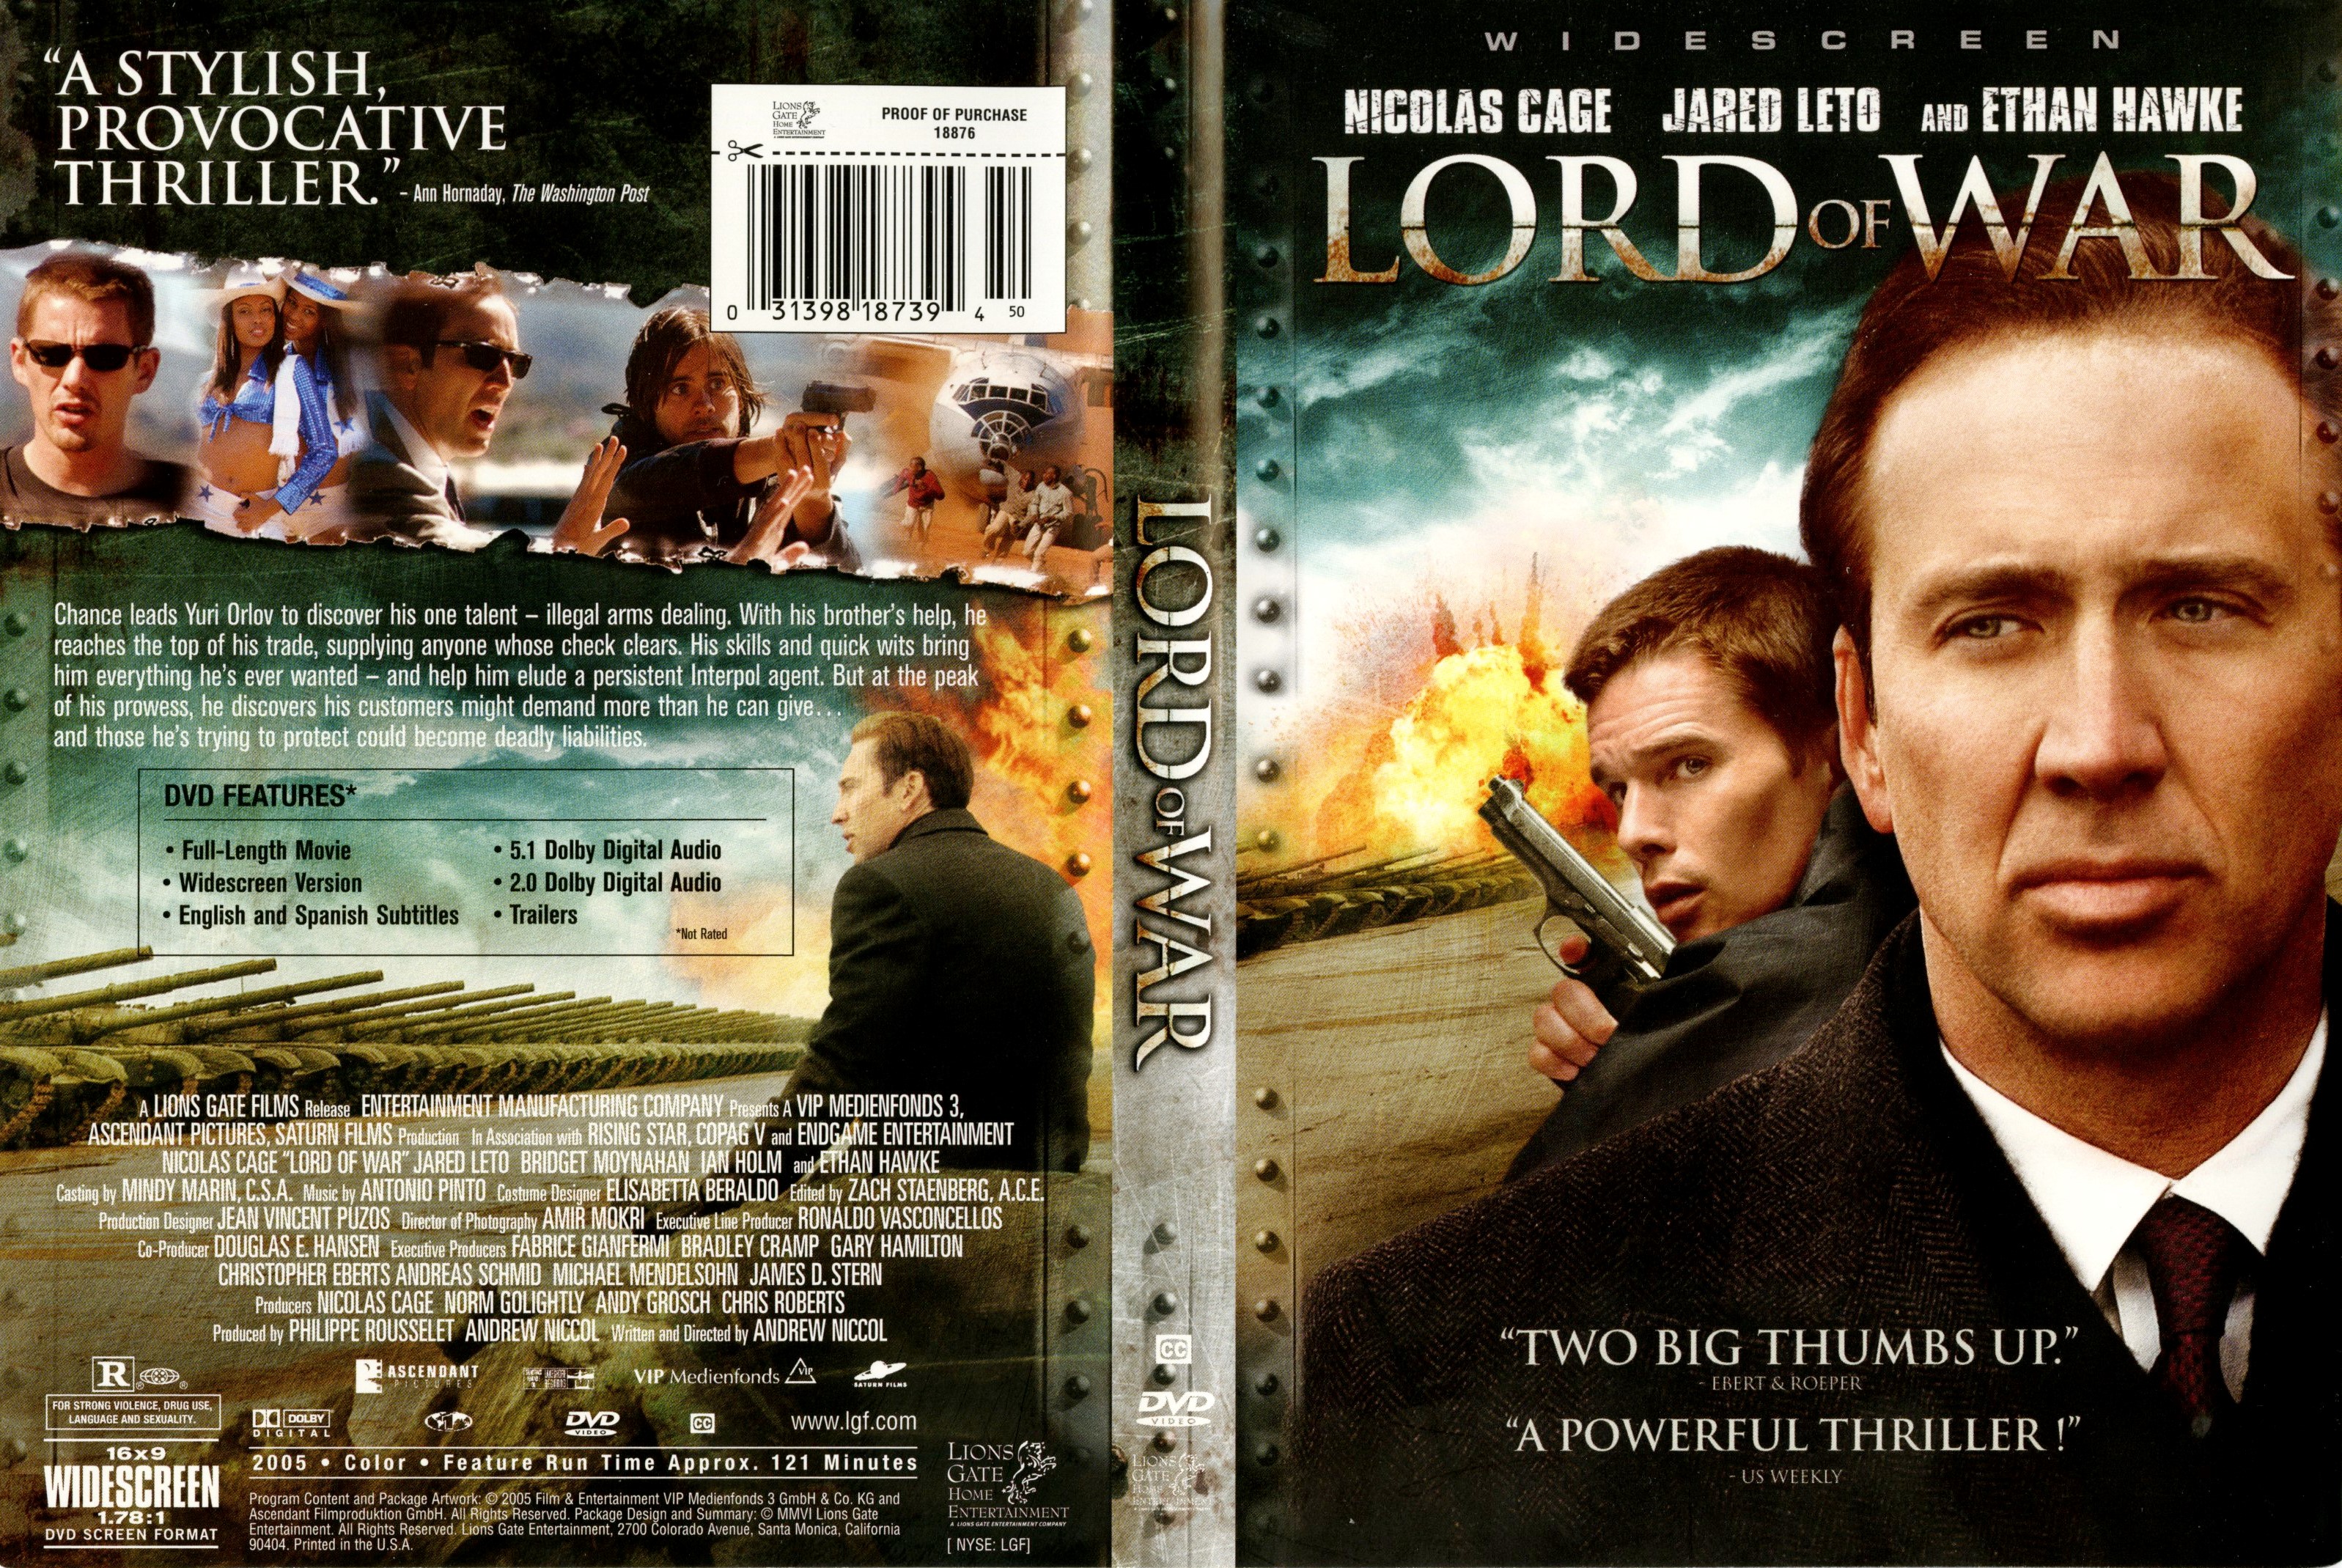 “A STYLISH,
PROVOCATIVE
THRILLER.” – Ann Hornaday, The Washington Post
LIONS
GATE
HOME
ENTERTAINMENT
PROOF OF PURCHASE
18876
0 31398 18739 4 50
Chance leads Yuri Orlov to discover his one talent – illegal arms dealing. With his brother’s help, he
reaches the top of his trade, supplying anyone whose check clears. His skills and quick wits bring
him everything he’s ever wanted – and help him elude a persistent Interpol agent. But at the peak
of his prowess, he discovers his customers might demand more than he can give…
and those he’s trying to protect could become deadly liabilities.
DVD FEATURES*
• Full-Length Movie
• Widescreen Version
• English and Spanish Subtitles
• 5.1 Dolby Digital Audio
• 2.0 Dolby Digital Audio
• Trailers
*Not Rated
A LIONS GATE FILMS Release ENTERTAINMENT MANUFACTURING COMPANY Presents A VIP MEDIENFONDS 3,
ASCENDANT PICTURES, SATURN FILMS Production In Association with RISING STAR, COPAG V and ENDGAME ENTERTAINMENT
NICOLAS CAGE “LORD OF WAR” JARED LETO BRIDGET MOYNAHAN IAN HOLM and ETHAN HAWKE
Casting by MINDY MARIN, C.S.A. Music by ANTONIO PINTO Costume Designer ELISABETTA BERALDO Edited by ZACH STAENBERG, A.C.E.
Production Designer JEAN VINCENT PUZOS Director of Photography AMIR MOKRI Executive Line Producer RONALDO VASCONCELLOS
Co-Producer DOUGLAS E. HANSEN Executive Producers FABRICE GIANFERMI BRADLEY CRAMP GARY HAMILTON
CHRISTOPHER EBERTS ANDREAS SCHMID MICHAEL MENDELSOHN JAMES D. STERN
Producers NICOLAS CAGE NORM GOLIGHTLY ANDY GROSCH CHRIS ROBERTS
Produced by PHILIPPE ROUSSELET ANDREW NICCOL Written and Directed by ANDREW NICCOL
R
FOR STRONG VIOLENCE, DRUG USE,
LANGUAGE AND SEXUALITY.
ASCENDANT
PICTURES
VIP Medienfonds VIP
SATURN FILMS
DOLBY
DIGITAL
DVD
VIDEO
CC
www.lgf.com
16x9
WIDESCREEN
1.78:1
DVD SCREEN FORMAT
2005 • Color • Feature Run Time Approx. 121 Minutes
Program Content and Package Artwork: © 2005 Film & Entertainment VIP Medienfonds 3 GmbH & Co. KG and
Ascendant Filmproduktion GmbH. All Rights Reserved. Package Design and Summary: © MMVI Lions Gate
Entertainment. All Rights Reserved. Lions Gate Entertainment, 2700 Colorado Avenue, Santa Monica, California
90404. Printed in the U.S.A.
LIONS
GATE
HOME
ENTERTAINMENT
A LIONS GATE ENTERTAINMENT COMPANY
[ NYSE: LGF]
LORD OF WAR
CC
DVD
VIDEO
LIONS
GATE
HOME
ENTERTAINMENT
WIDESCREEN
NICOLAS CAGE JARED LETO AND ETHAN HAWKE
LORD OF WAR
“TWO BIG THUMBS UP.”
- EBERT & ROEPER
“A POWERFUL THRILLER !”
- US WEEKLY